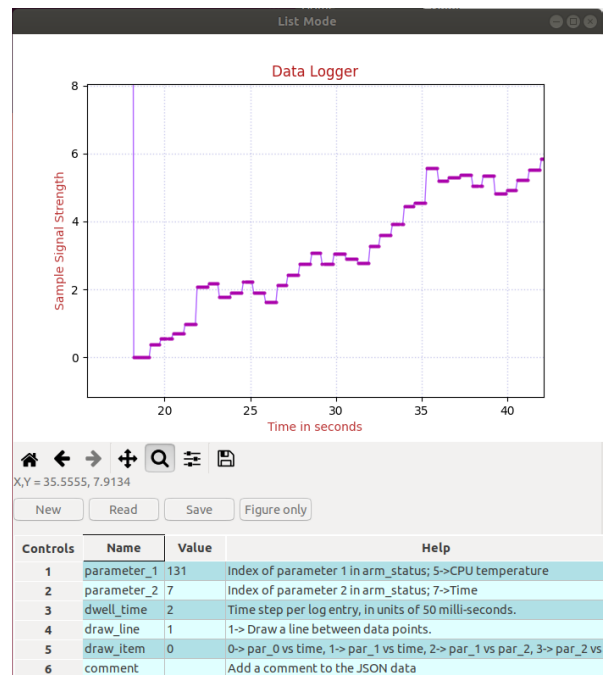 List Mode
Data Logger
8
6
4
2
0
Sample Signal Strength
20 25 30 35 40
Time in seconds
X,Y = 35.5555, 7.9134
New Read Save Figure only
Controls Name Value Help
1 parameter_1 131 Index of parameter 1 in arm_status; 5->CPU temperature
2 parameter_2 7 Index of parameter 2 in arm_status; 7->Time
3 dwell_time 2 Time step per log entry, in units of 50 milli-seconds.
4 draw_line 1 1-> Draw a line between data points.
5 draw_item 0 0-> par_0 vs time, 1-> par_1 vs time, 2-> par_1 vs par_2, 3-> par_2 vs
6 comment Add a comment to the JSON data